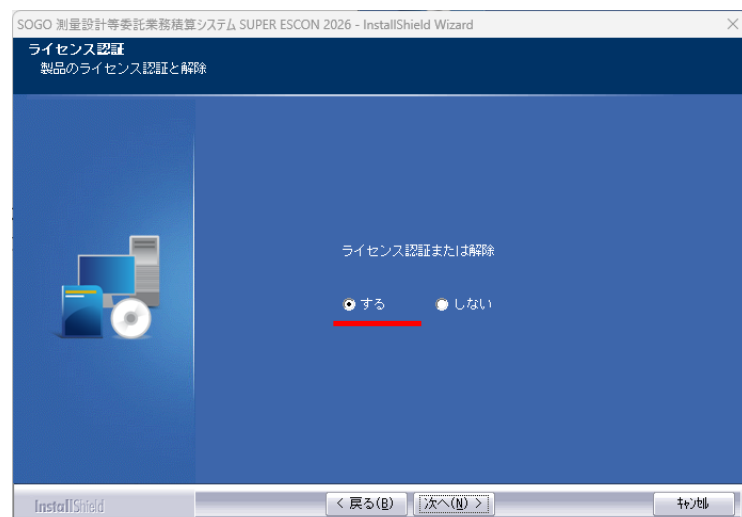 SOGO 測量設計等委託業務積算システム SUPER ESCON 2026 - InstallShield Wizard
ライセンス認証
製品のライセンス認証と解除
ライセンス認証または解除
する しない
InstallShield
< 戻る(B) 次へ(N) > ｷｬﾝｾﾙ